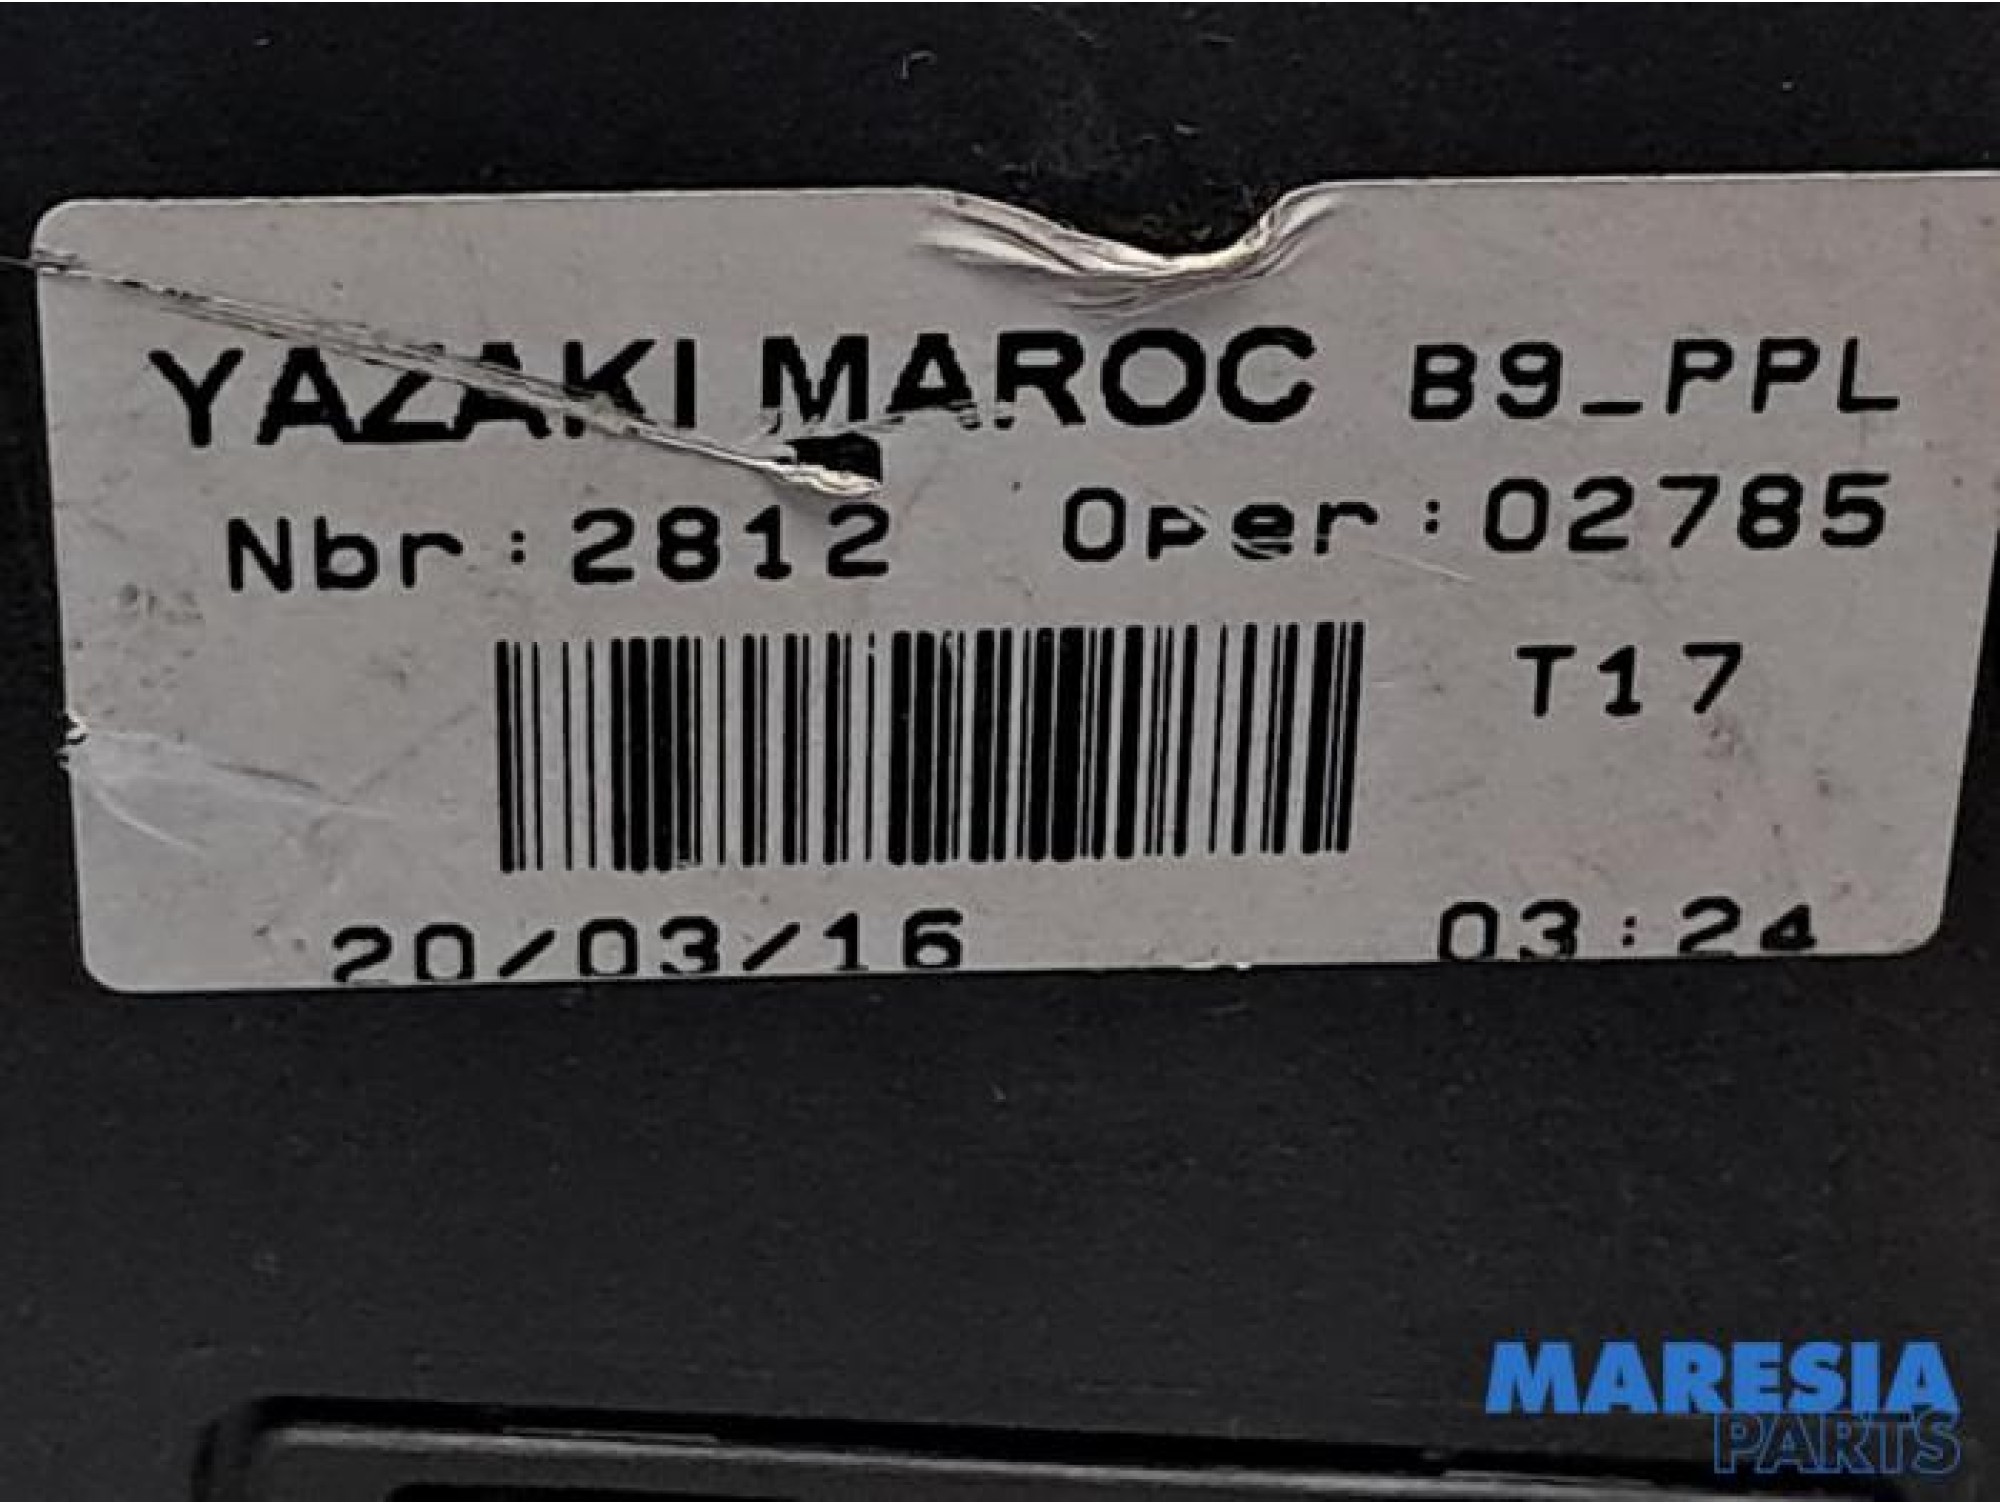 YAZAKI MAROC B9_PPL
Nbr:2812 Oper:02785
T17
20/03/16 03:24
MARESIA
PARTS